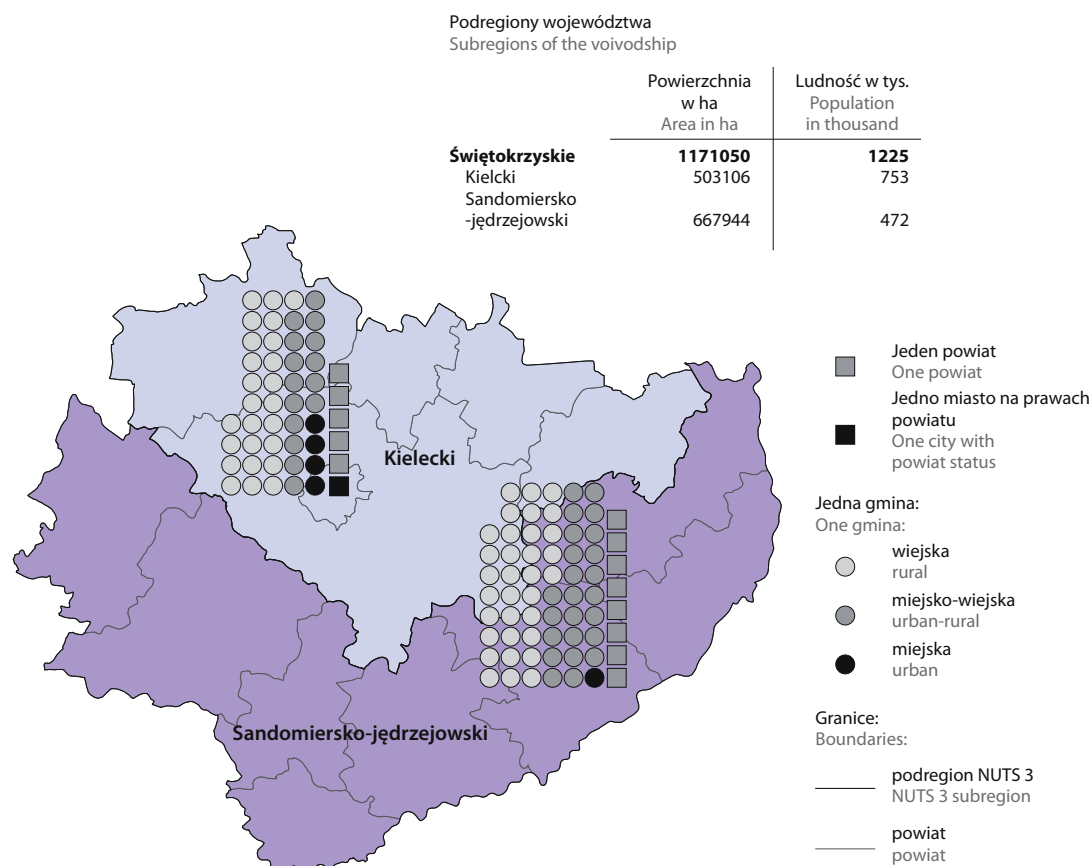 Podregiony województwa
Subregions of the voivodship
Powierzchnia w ha
Area in ha
Ludność w tys.
Population in thousand
Świętokrzyskie 1171050 1225
Kielcki 503106 753
Sandomiersko
-jędrzejowski 667944 472
Jeden powiat
One powiat
Jedno miasto na prawach
powiatu
One city with
powiat status
Kielecki
Jedna gmina:
One gmina:
wiejska
rural
miejsko-wiejska
urban-rural
miejska
urban
Sandomiersko-jędrzejowski
Granice:
Boundaries:
podregion NUTS 3
NUTS 3 subregion
powiat
powiat